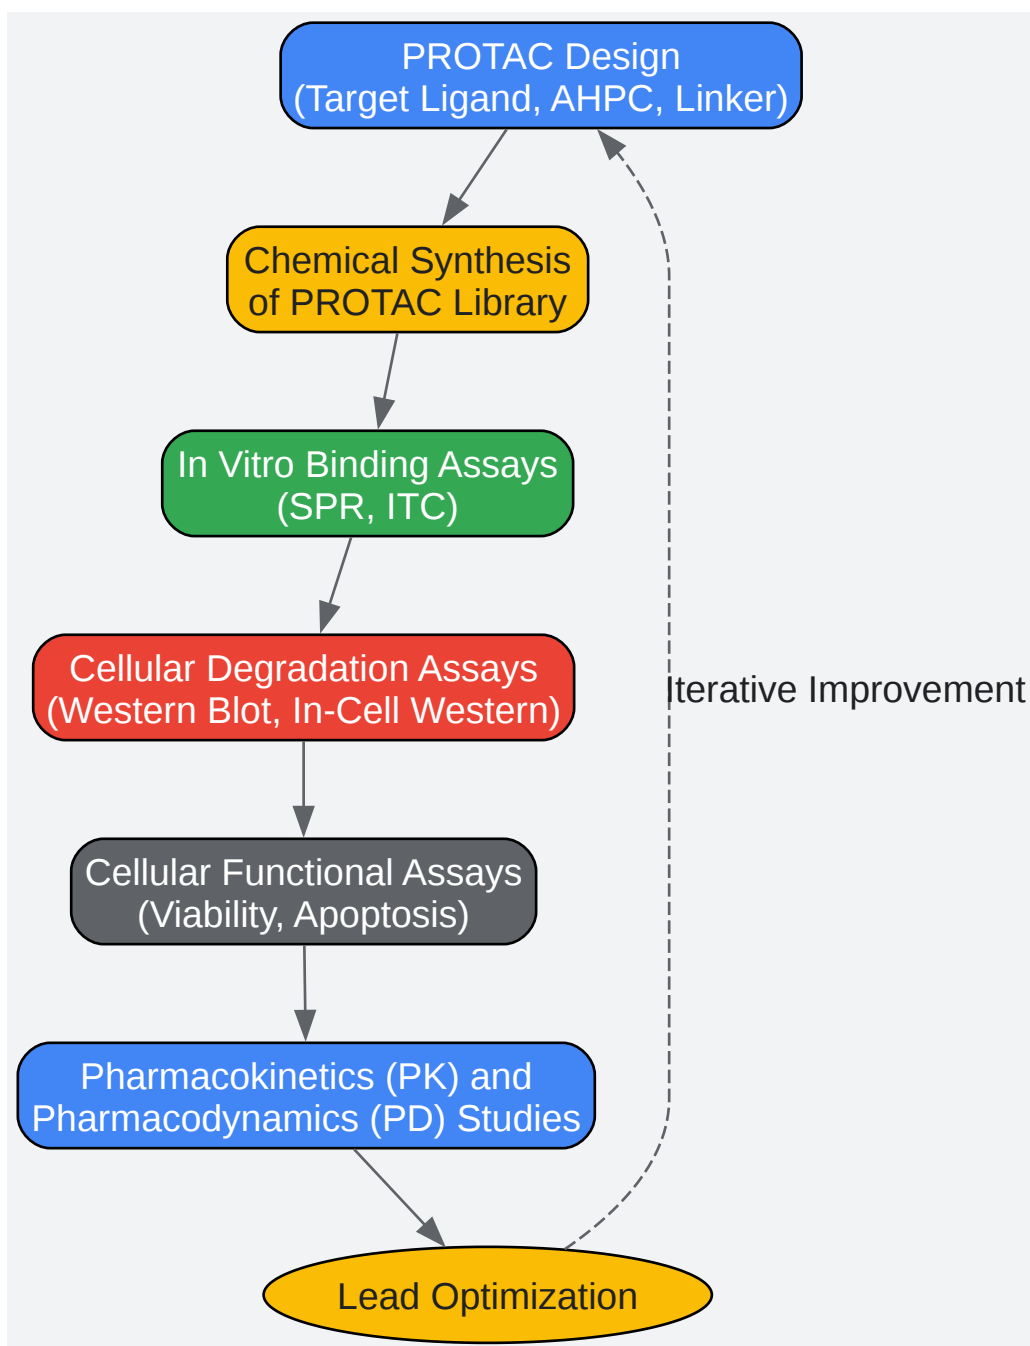 PROTAC Design
(Target Ligand, AHPC, Linker)
Chemical Synthesis
of PROTAC Library
In Vitro Binding Assays
(SPR, ITC)
Cellular Degradation Assays
(Western Blot, In-Cell Western)
Iterative Improvement
Cellular Functional Assays
(Viability, Apoptosis)
Pharmacokinetics (PK) and
Pharmacodynamics (PD) Studies
Lead Optimization